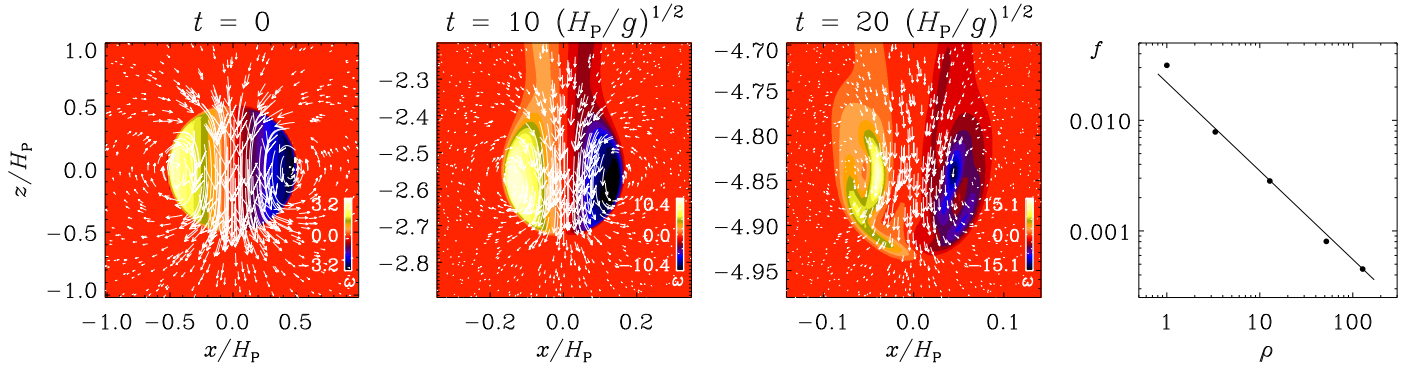 t = 0
1.0
0.5
0.0
−0.5
−1.0
z/H_P
3.2
0.0
−3.2
ω
−1.0 −0.5 0.0 0.5
x/H_P
t = 10 (H_P/g)^{1/2}
−2.3
−2.4
−2.5
−2.6
−2.7
−2.8
10.4
0.0
−10.4
ω
−0.2 0.0 0.2
x/H_P
t = 20 (H_P/g)^{1/2}
−4.70
−4.75
−4.80
−4.85
−4.90
−4.95
15.1
0.0
−15.1
ω
−0.1 0.0 0.1
x/H_P
f
0.010
0.001
1 10 100
ρ